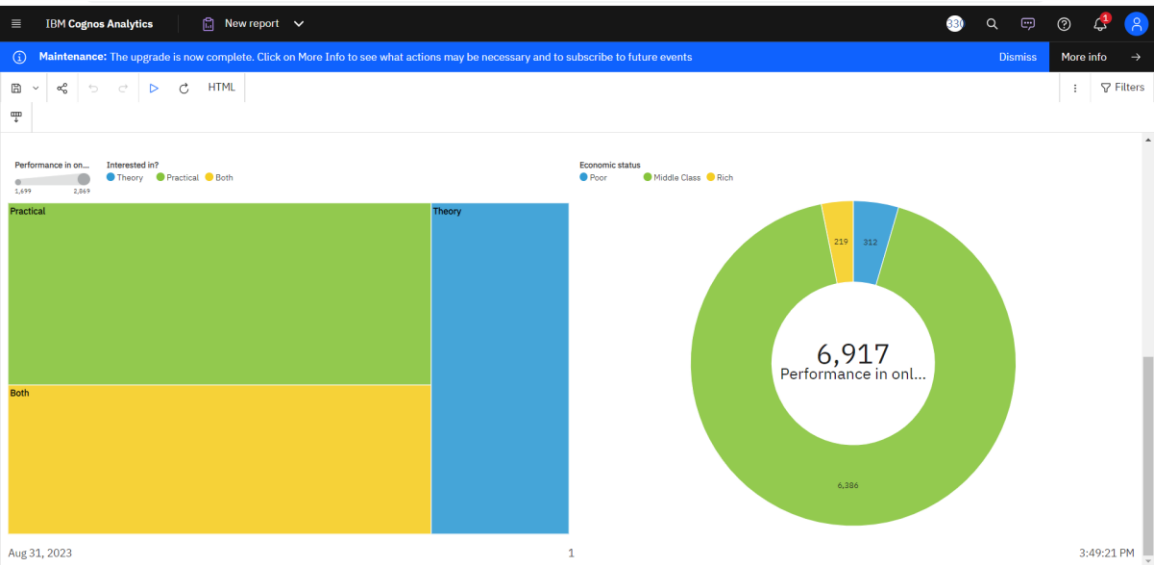 IBM Cognos Analytics
New report
330
1
Maintenance: The upgrade is now complete. Click on More Info to see what actions may be necessary and to subscribe to future events
Dismiss
More info
HTML
Filters
Performance in on...
1,699 2,869
Interested in?
Theory Practical Both
Practical
Theory
Both
Economic status
Poor Middle Class Rich
219
312
6,917
Performance in onl...
6,386
Aug 31, 2023
1
3:49:21 PM